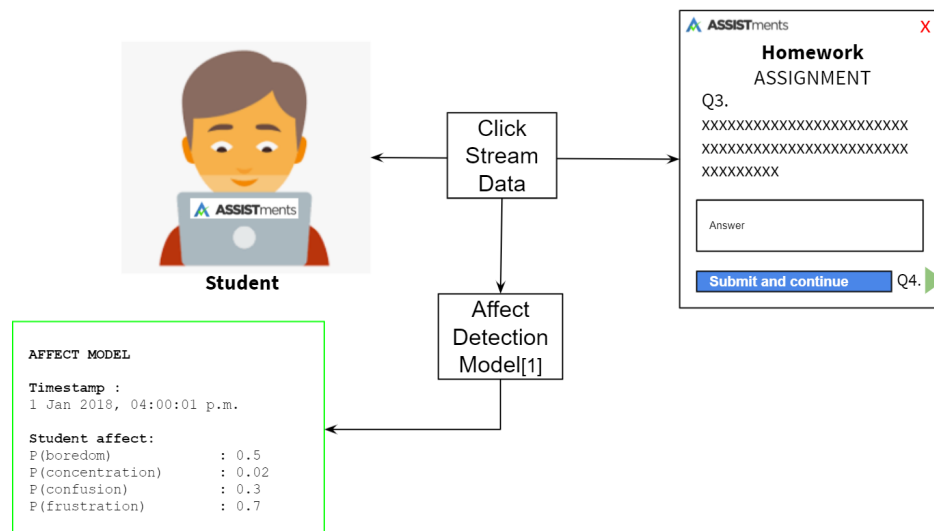 ASSISTments
Student
Click
Stream
Data
ASSISTments X
Homework
ASSIGNMENT
Q3.
XXXXXXXXXXXXXXXXXXXXXXXX
XXXXXXXXXXXXXXXXXXXXXXXX
XXXXXXXXX
Answer
Submit and continue Q4.
Affect
Detection
Model[1]
AFFECT MODEL
Timestamp :
1 Jan 2018, 04:00:01 p.m.
Student affect:
P(boredom) : 0.5
P(concentration) : 0.02
P(confusion) : 0.3
P(frustration) : 0.7